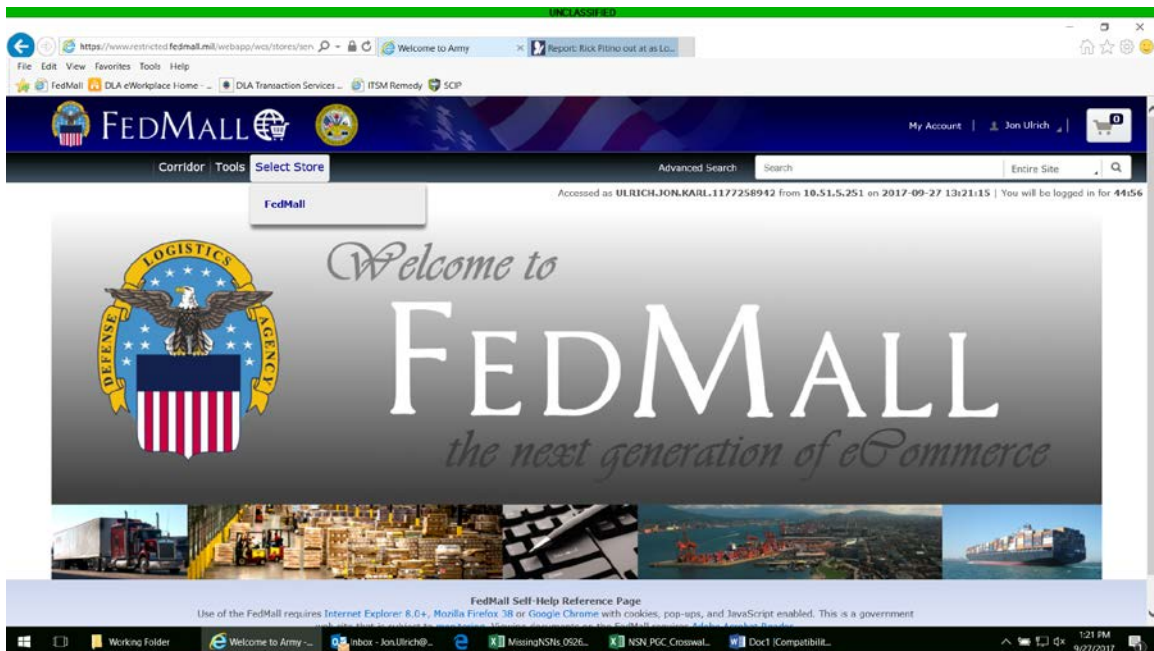 UNCLASSIFIED
https://www.restricted.fedmall.mil/webapp/wcs/stores/serv
Welcome to Army
Report: Rick Pitino out at as Lo...
File Edit View Favorites Tools Help
FedMall DLA eWorkplace Home - ... DLA Transaction Services ... ITSM Remedy SCIP
FEDMALL
My Account | Jon Ulrich
0
Corridor Tools Select Store
Advanced Search
Search
Entire Site
FedMall
Accessed as ULRICH.JON.KARL.1177258942 from 10.51.5.251 on 2017-09-27 13:21:15 | You will be logged in for 44:56
DEFENSE LOGISTICS AGENCY
Welcome to
FEDMALL
the next generation of eCommerce
FedMall Self-Help Reference Page
Use of the FedMall requires Internet Explorer 8.0+, Mozilla Firefox 38 or Google Chrome with cookies, pop-ups, and JavaScript enabled. This is a government
Working Folder
Welcome to Army -...
Inbox - Jon.Ulrich@...
MissingNSNs_0926...
NSN_PGC_Crosswal...
Doc1 [Compatibilit...
1:21 PM
9/27/2017